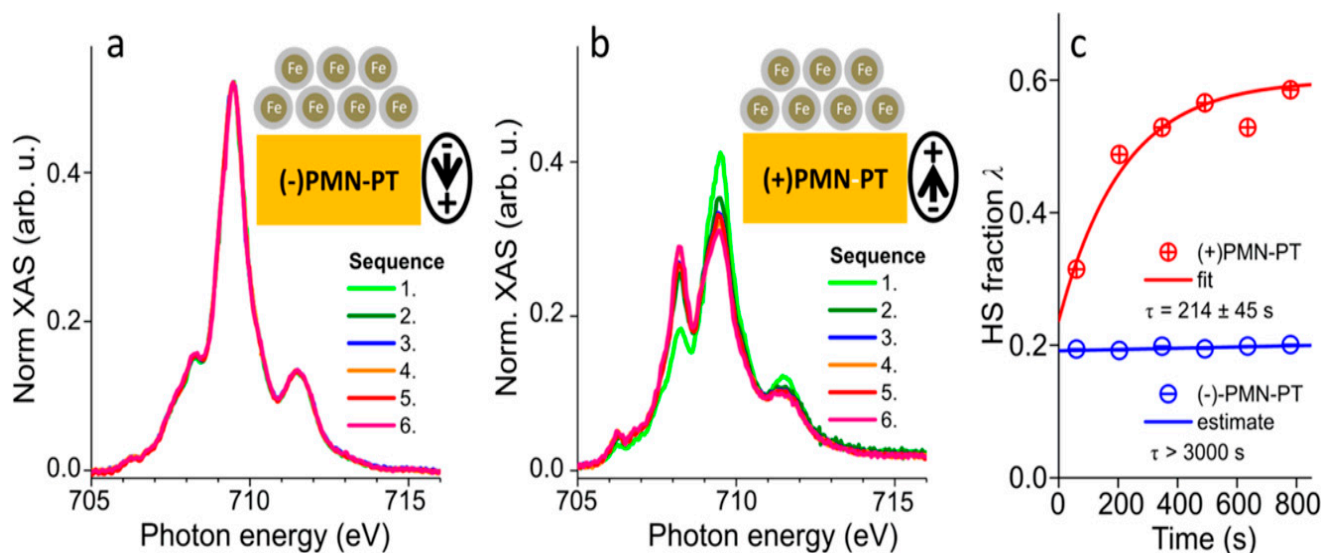 a
Norm XAS (arb. u.)
0.4
0.2
0.0
705
710
715
Photon energy (eV)
Fe Fe Fe
Fe Fe Fe Fe
(-)PMN-PT
-
+
Sequence
1.
2.
3.
4.
5.
6.
b
Norm. XAS (arb. u.)
0.4
0.2
0.0
705
710
715
Photon energy (eV)
Fe Fe Fe
Fe Fe Fe Fe
(+)PMN-PT
+
-
Sequence
1.
2.
3.
4.
5.
6.
c
HS fraction λ
0.6
0.4
0.2
0.0
0 200 400 600 800
Time (s)
(+)PMN-PT
fit
τ = 214 ± 45 s
(-)-PMN-PT
estimate
τ > 3000 s